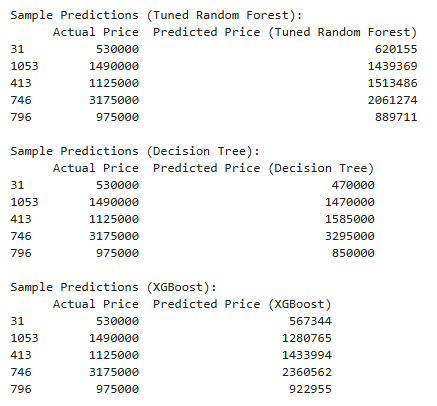 Sample Predictions (Tuned Random Forest):
Actual Price Predicted Price (Tuned Random Forest)
31 530000 620155
1053 1490000 1439369
413 1125000 1513486
746 3175000 2061274
796 975000 889711
Sample Predictions (Decision Tree):
Actual Price Predicted Price (Decision Tree)
31 530000 470000
1053 1490000 1470000
413 1125000 1585000
746 3175000 3295000
796 975000 850000
Sample Predictions (XGBoost):
Actual Price Predicted Price (XGBoost)
31 530000 567344
1053 1490000 1280765
413 1125000 1433994
746 3175000 2360562
796 975000 922955